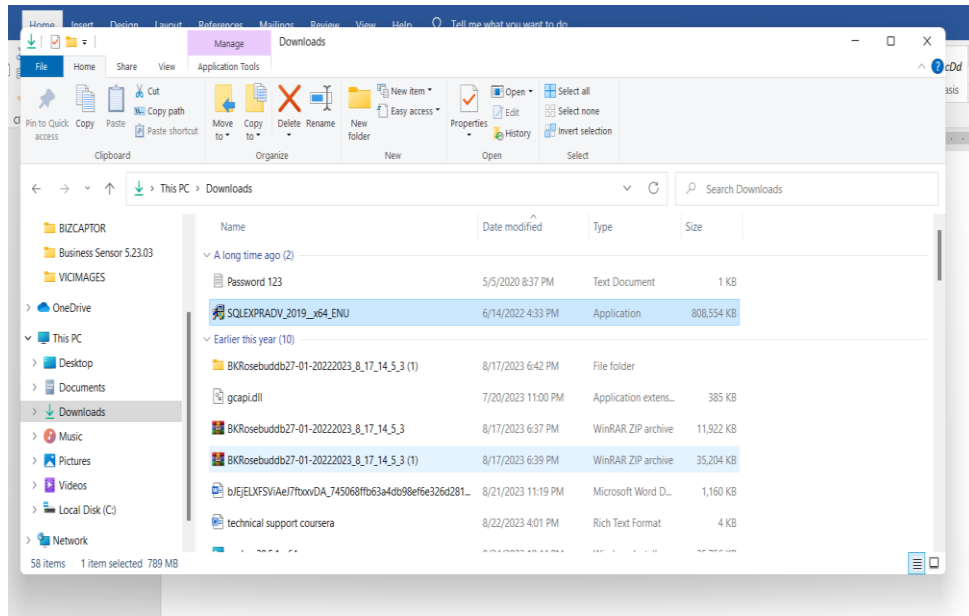 Home Insert Design Layout References Mailings Review View Help Tell me what you want to do
Manage Downloads
File Home Share View Application Tools
cDd
asis
Pin to Quick access
Copy
Paste
Cut
Copy path
Paste shortcut
Clipboard
Move to
Copy to
Delete
Rename
Organize
New folder
New item
Easy access
New
Properties
Open
Edit
History
Open
Select all
Select none
Invert selection
Select
This PC > Downloads
Search Downloads
BIZCAPTOR
Business Sensor 5.23.03
VICIMAGES
OneDrive
This PC
Desktop
Documents
Downloads
Music
Pictures
Videos
Local Disk (C:)
Network
Name Date modified Type Size
A long time ago (2)
Password 123 5/5/2020 8:37 PM Text Document 1 KB
SQLEXPRADV_2019__x64_ENU 6/14/2022 4:33 PM Application 808,554 KB
Earlier this year (10)
BKRosebuddb27-01-20222023_8_17_14_5_3 (1) 8/17/2023 6:42 PM File folder
gcapi.dll 7/20/2023 11:00 PM Application extens... 385 KB
BKRosebuddb27-01-20222023_8_17_14_5_3 8/17/2023 6:37 PM WinRAR ZIP archive 11,922 KB
BKRosebuddb27-01-20222023_8_17_14_5_3 (1) 8/17/2023 6:39 PM WinRAR ZIP archive 35,204 KB
8/21/2023 11:19 PM Microsoft Word D... 1,160 KB
technical support coursera 8/22/2023 4:01 PM Rich Text Format 4 KB
58 items 1 item selected 789 MB